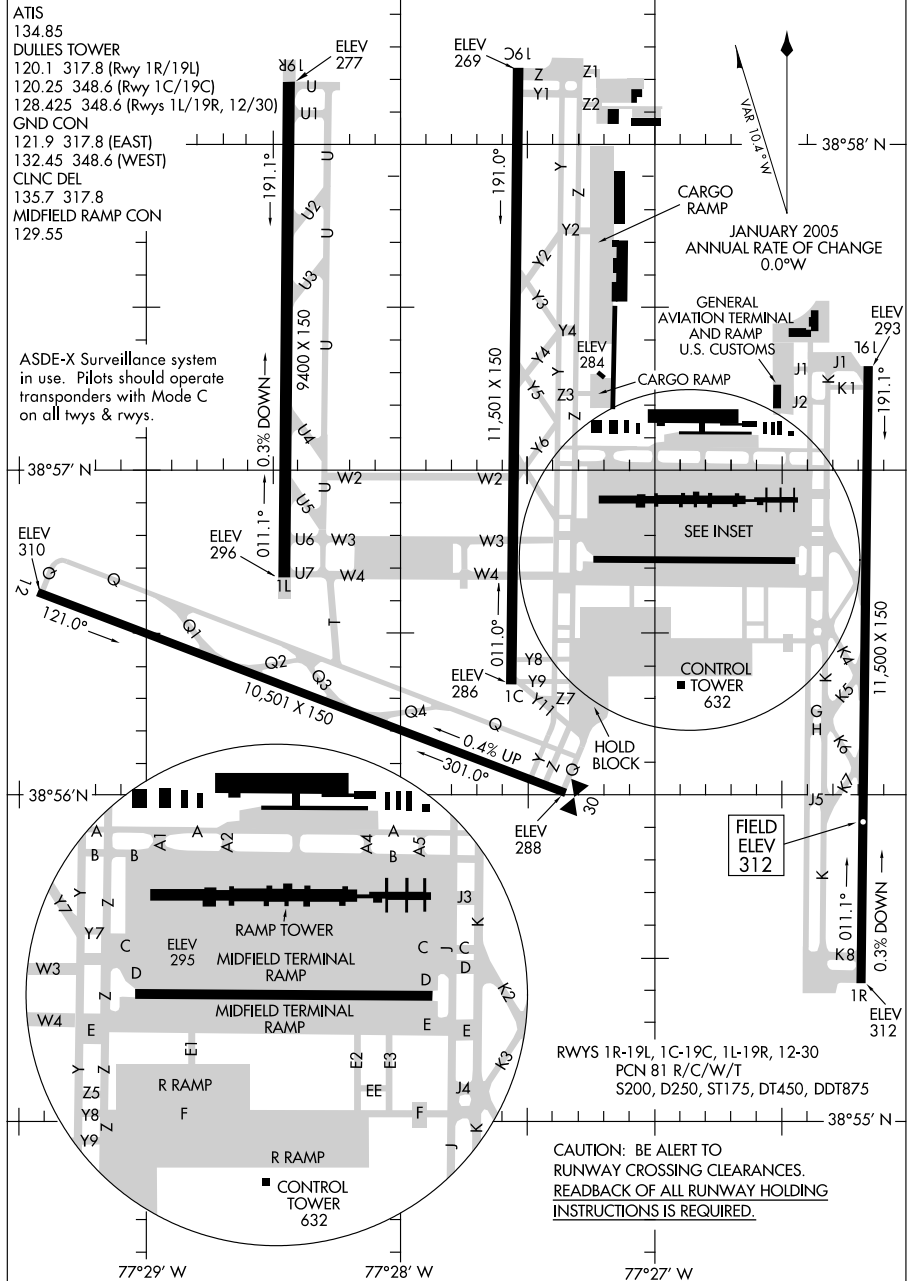 ATIS
134.85
DULLES TOWER
120.1 317.8 (Rwy 1R/19L)
120.25 348.6 (Rwy 1C/19C)
128.425 348.6 (Rwys 1L/19R, 12/30)
GND CON
121.9 317.8 (EAST)
132.45 348.6 (WEST)
CLNC DEL
135.7 317.8
MIDFIELD RAMP CON
129.55
ASDE-X Surveillance system
in use. Pilots should operate
transponders with Mode C
on all twys & rwys.
19R
ELEV
277
U
U1
U
191.1°
U2
U
U3
U
9400 X 150
0.3% DOWN
U4
U
U5
011.1°
U6
U7
ELEV
296
1L
W2
W2
W3
W3
W4
W4
T
ELEV
269
19C
Z
Z1
Y1
Z2
191.0°
Y
Z
Y2
Y2
Y3
Y4
Y4
Y
Y5
Z3
Z
Y6
11,501 X 150
CARGO
RAMP
ELEV
284
CARGO RAMP
011.0°
ELEV
286
1C
Y8
Y9
Y11
Z7
Y
Z
Q
HOLD
BLOCK
VAR 10.4° W
JANUARY 2005
ANNUAL RATE OF CHANGE
0.0°W
38°58' N
38°57' N
38°56'N
38°55' N
GENERAL
AVIATION TERMINAL
AND RAMP
U.S. CUSTOMS
ELEV
293
19L
J1
J1
K
K1
J2
191.1°
SEE INSET
11,500 X 150
CONTROL
TOWER
632
K4
K
K5
G
H
K6
K7
J5
FIELD
ELEV
312
K
011.1°
0.3% DOWN
K8
1R
ELEV
312
ELEV
310
12
Q
Q
121.0°
Q1
Q2
Q3
Q4
Q
10,501 X 150
0.4% UP
301.0°
30
ELEV
288
A
A1
A
A2
A4
A
A5
B
B
B
Y
Z
Y7
Y7
J3
K
RAMP TOWER
C
ELEV
295
C
J
C
MIDFIELD TERMINAL
RAMP
D
D
D
W3
Z
K2
MIDFIELD TERMINAL
RAMP
W4
E
E
E
E1
E2
E3
K3
Y
Z5
R RAMP
EE
J4
Y8
Z
F
F
Y9
K
J
R RAMP
CONTROL
TOWER
632
RWYS 1R-19L, 1C-19C, 1L-19R, 12-30
PCN 81 R/C/W/T
S200, D250, ST175, DT450, DDT875
CAUTION: BE ALERT TO
RUNWAY CROSSING CLEARANCES.
READBACK OF ALL RUNWAY HOLDING
INSTRUCTIONS IS REQUIRED.
77°29' W
77°28' W
77°27' W